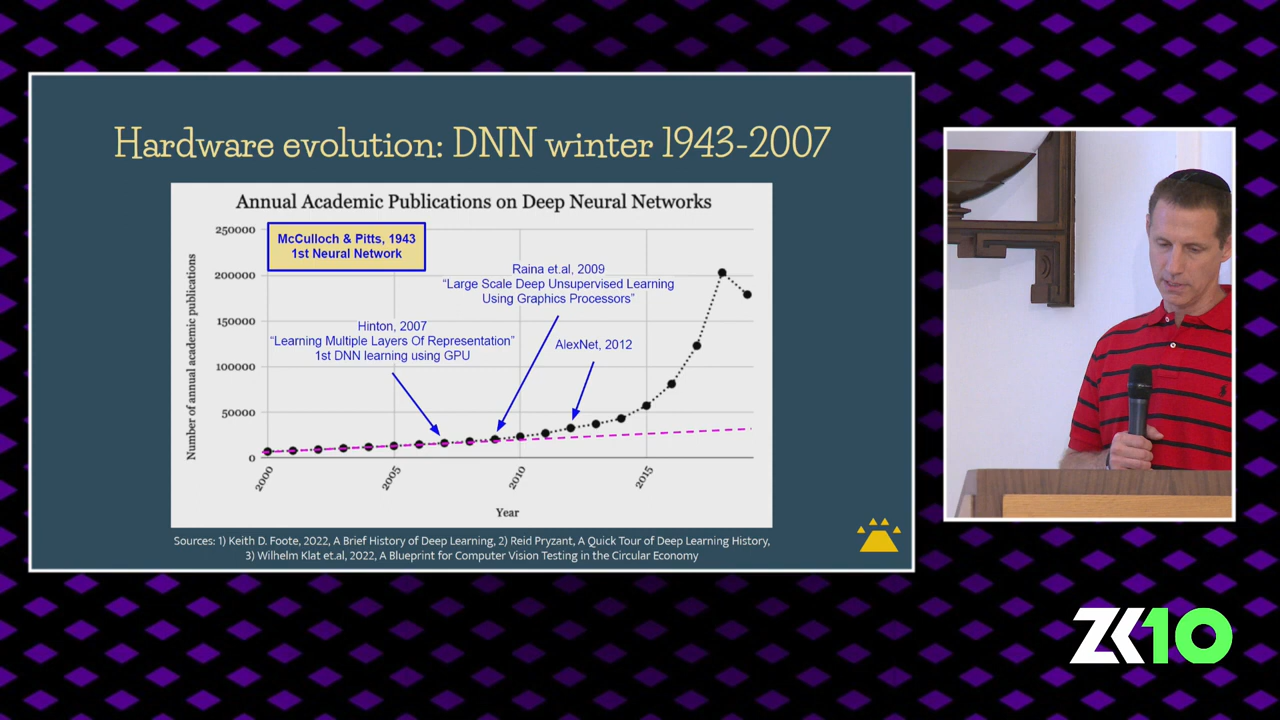 Hardware evolution: DNN winter 1943-2007
Annual Academic Publications on Deep Neural Networks
Number of annual academic publications
250000
200000
150000
100000
50000
0
McCulloch & Pitts, 1943
1st Neural Network
Raina et.al, 2009
“Large Scale Deep Unsupervised Learning
Using Graphics Processors”
Hinton, 2007
“Learning Multiple Layers Of Representation”
1st DNN learning using GPU
AlexNet, 2012
2000
2005
2010
2015
Year
Sources: 1) Keith D. Foote, 2022, A Brief History of Deep Learning, 2) Reid Pryzant, A Quick Tour of Deep Learning History,
3) Wilhelm Klat et.al, 2022, A Blueprint for Computer Vision Testing in the Circular Economy
ZK10